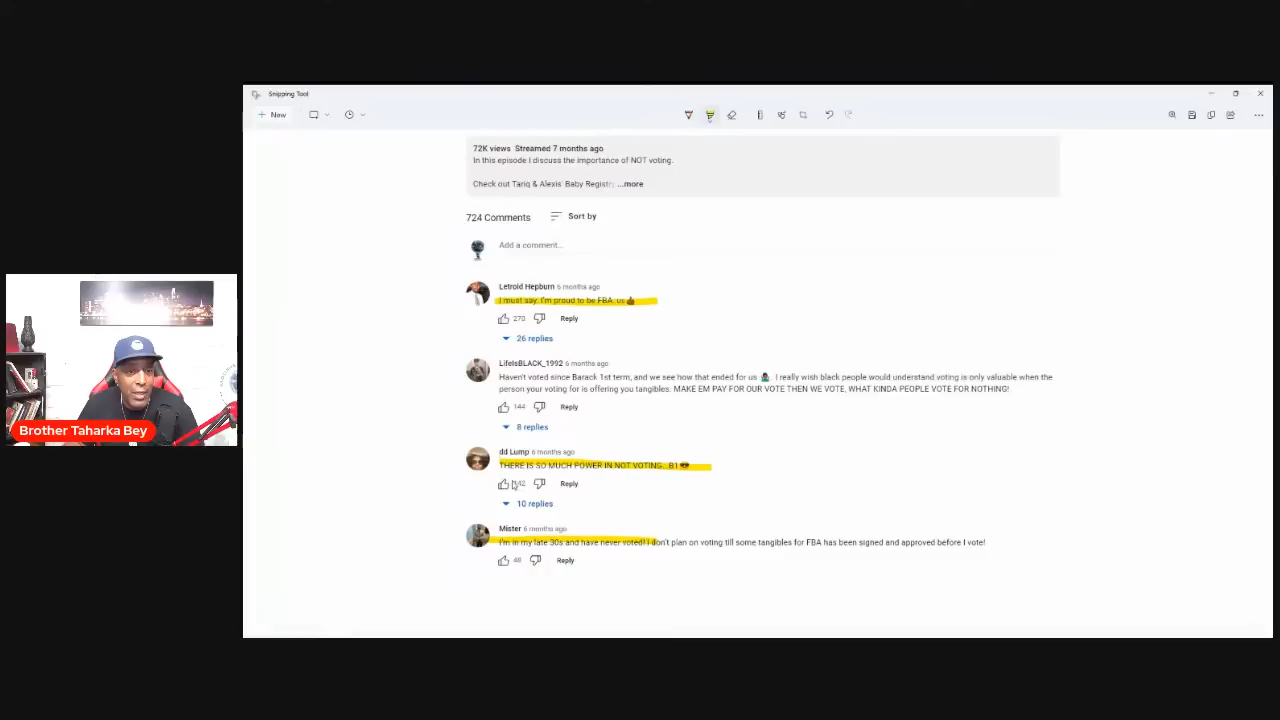 Snipping Tool
New
72K views Streamed 7 months ago
In this episode I discuss the importance of NOT voting.
Check out Tariq & Alexis' Baby Registry ...more
724 Comments Sort by
Add a comment...
Letroid Hepburn 6 months ago
I must say. I'm proud to be FBA. us
270 Reply
26 replies
LifeIsBLACK_1992 6 months ago
Haven't voted since Barack 1st term, and we see how that ended for us I really wish black people would understand voting is only valuable when the
person your voting for is offering you tangibles. MAKE EM PAY FOR OUR VOTE THEN WE VOTE, WHAT KINDA PEOPLE VOTE FOR NOTHING!
144 Reply
8 replies
dd Lump 6 months ago
THERE IS SO MUCH POWER IN NOT VOTING.. B1
Reply
10 replies
Mister 6 months ago
I'm in my late 30s and have never voted! I don't plan on voting till some tangibles for FBA has been signed and approved before I vote!
48 Reply
Brother Taharka Bey